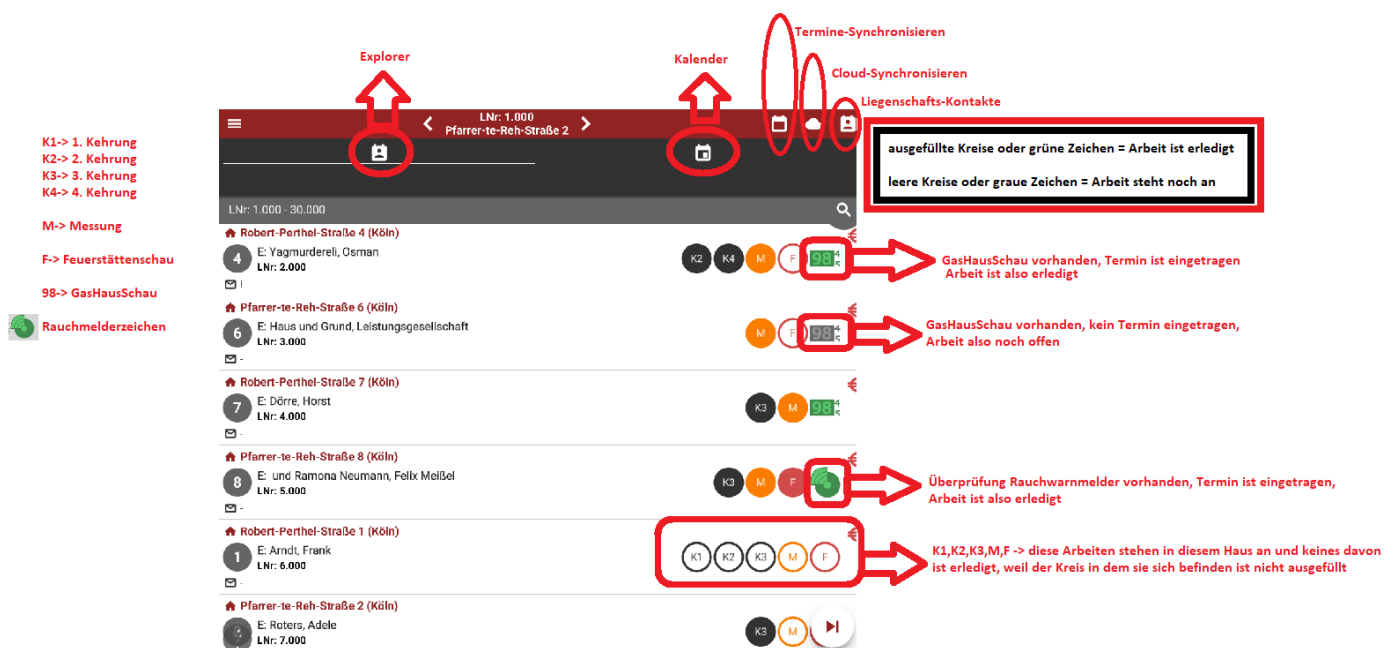 Termine-Synchronisieren
Explorer
Kalender
Cloud-Synchronisieren
Liegenschafts-Kontakte
LNr: 1.000
Pfarrer-te-Reh-Straße 2
K1-> 1. Kehrung
K2-> 2. Kehrung
K3-> 3. Kehrung
K4-> 4. Kehrung
M-> Messung
F-> Feuerstättenschau
98-> GasHausSchau
Rauchmelderzeichen
ausgefüllte Kreise oder grüne Zeichen = Arbeit ist erledigt
leere Kreise oder graue Zeichen = Arbeit steht noch an
LNr: 1.000 - 30.000
Robert-Perthel-Straße 4 (Köln)
4 E: Yagmurdereli, Osman K2 K4 M F 98
LNr: 2.000
!
GasHausSchau vorhanden, Termin ist eingetragen
Arbeit ist also erledigt
Pfarrer-te-Reh-Straße 6 (Köln)
6 E: Haus und Grund, Leistungsgesellschaft M F 98
LNr: 3.000
-
GasHausSchau vorhanden, kein Termin eingetragen,
Arbeit also noch offen
Robert-Perthel-Straße 7 (Köln)
7 E: Dörre, Horst K3 M 98
LNr: 4.000
-
Pfarrer-te-Reh-Straße 8 (Köln)
8 E: und Ramona Neumann, Felix Meißel K3 M F
LNr: 5.000
-
Überprüfung Rauchwarnmelder vorhanden, Termin ist eingetragen,
Arbeit ist also erledigt
Robert-Perthel-Straße 1 (Köln)
1 E: Arndt, Frank K1 K2 K3 M F
LNr: 6.000
-
K1,K2,K3,M,F -> diese Arbeiten stehen in diesem Haus an und keines davon
ist erledigt, weil der Kreis in dem sie sich befinden ist nicht ausgefüllt
Pfarrer-te-Reh-Straße 2 (Köln)
E: Roters, Adele K3 M
LNr: 7.000